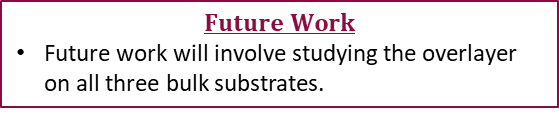 Future Work
• Future work will involve studying the overlayer
on all three bulk substrates.